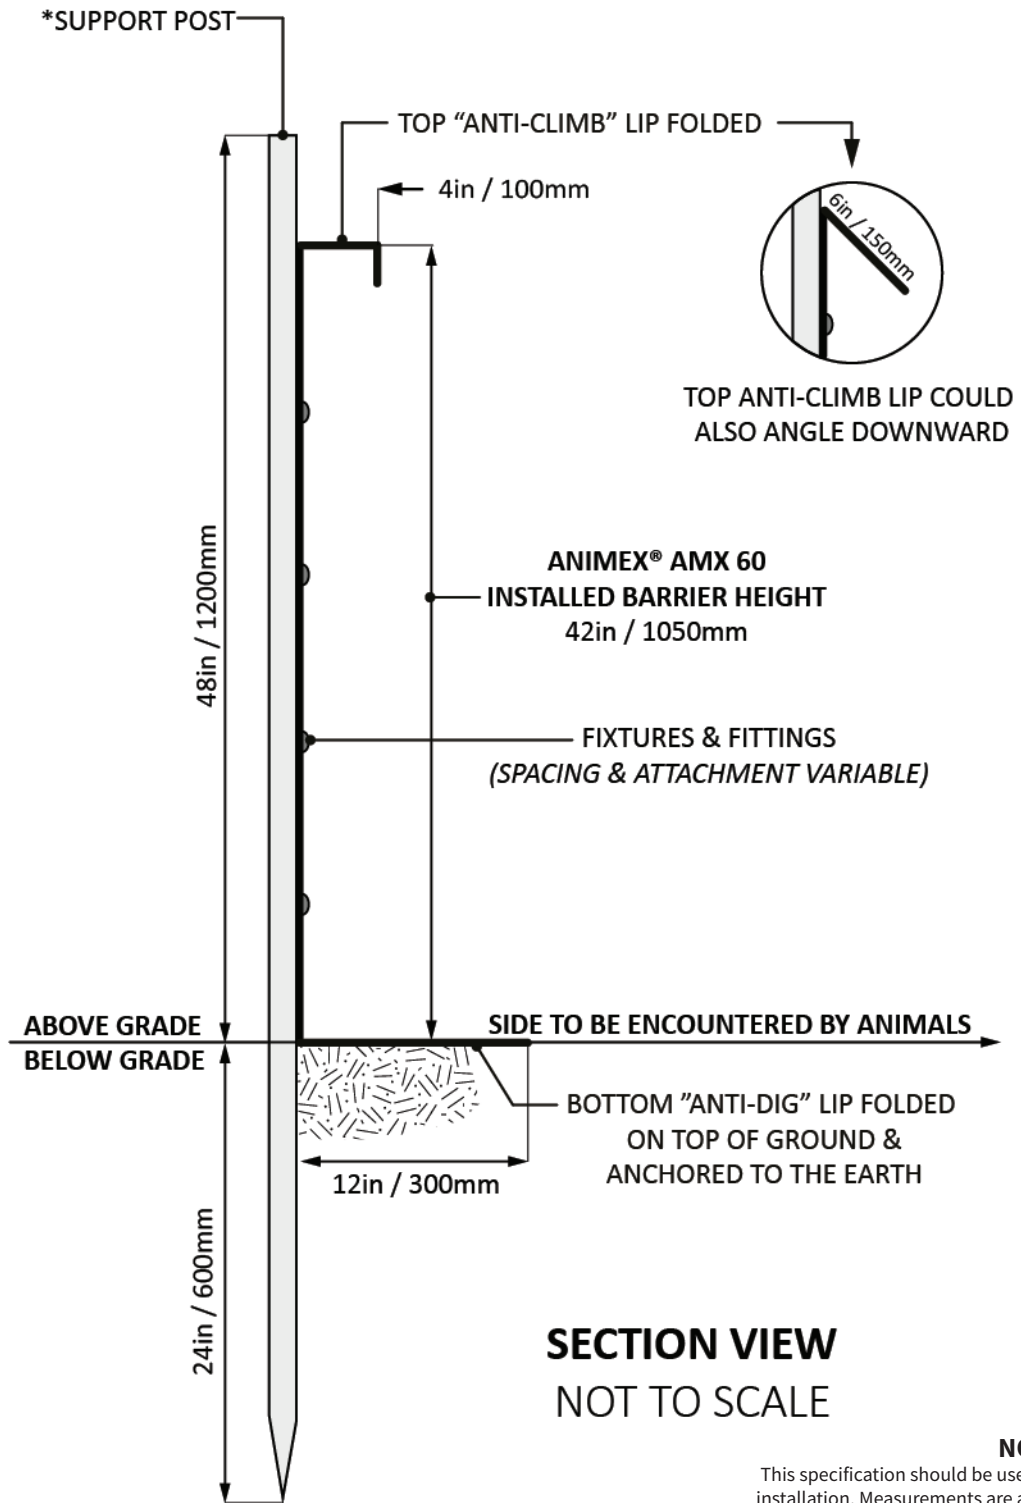 *SUPPORT POST
TOP “ANTI-CLIMB” LIP FOLDED
4in / 100mm
6in / 150mm
TOP ANTI-CLIMB LIP COULD
ALSO ANGLE DOWNWARD
48in / 1200mm
ANIMEX® AMX 60
INSTALLED BARRIER HEIGHT
42in / 1050mm
FIXTURES & FITTINGS
(SPACING & ATTACHMENT VARIABLE)
ABOVE GRADE
SIDE TO BE ENCOUNTERED BY ANIMALS
BELOW GRADE
BOTTOM ”ANTI-DIG” LIP FOLDED
ON TOP OF GROUND &
ANCHORED TO THE EARTH
12in / 300mm
24in / 600mm
SECTION VIEW
NOT TO SCALE
This specification should be use
installation. Measurements are a